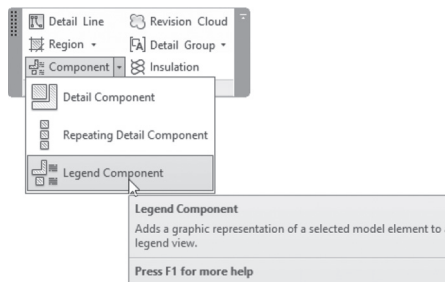 Detail Line
Revision Cloud
Region
Detail Group
Component
Insulation
Detail Component
Repeating Detail Component
Legend Component
Legend Component
Adds a graphic representation of a selected model element to a
legend view.
Press F1 for more help